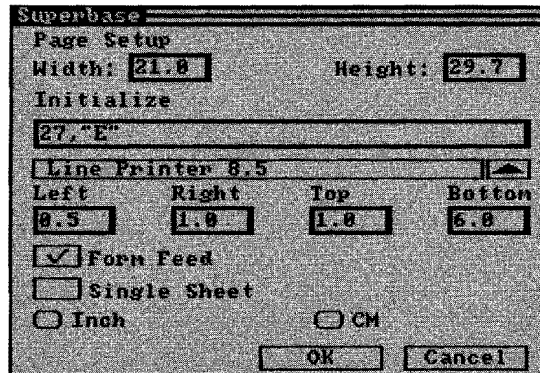 Superbase
Page Setup
Width: 21.0 Height: 29.7
Initialize
27,"E"
Line Printer 8.5
Left Right Top Bottom
0.5 1.0 1.0 6.0
Form Feed
Single Sheet
Inch CM
OK Cancel